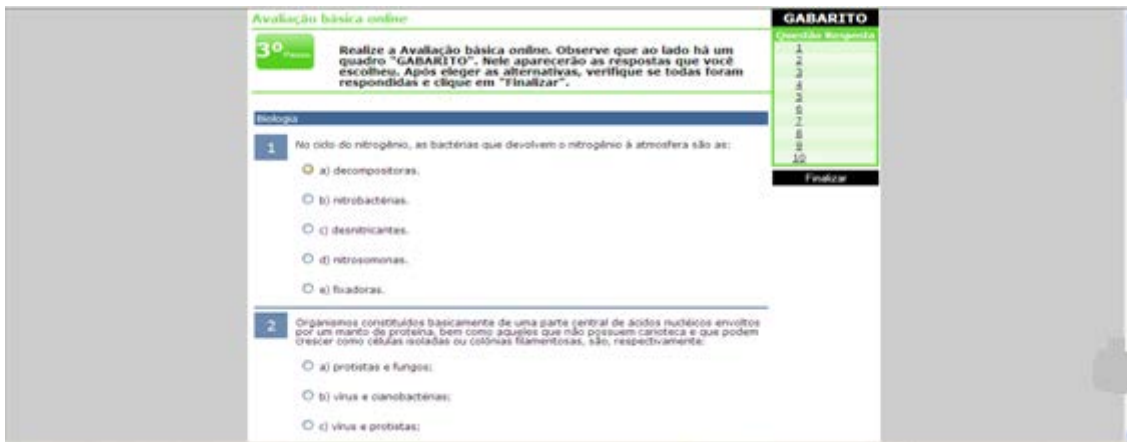 Avaliação básica online
3º Passo
Realize a Avaliação básica online. Observe que ao lado há um
quadro "GABARITO". Nele aparecerão as respostas que você
escolheu. Após eleger as alternativas, verifique se todas foram
respondidas e clique em "Finalizar".
GABARITO
Questão Resposta
1
2
3
4
5
6
7
8
9
10
Finalizar
Biologia
1 No ciclo do nitrogênio, as bactérias que devolvem o nitrogênio à atmosfera são as:
a) decompositoras.
b) nitrobactérias.
c) desnitricantes.
d) nitrosomonas.
e) fixadoras.
2 Organismos constituídos basicamente de uma parte central de ácidos nucléicos envoltos
por um manto de proteína, bem como aqueles que não possuem carioteca e que podem
crescer como células isoladas ou colônias filamentosas, são, respectivamente:
a) protistas e fungos;
b) vírus e cianobactérias;
c) vírus e protistas;